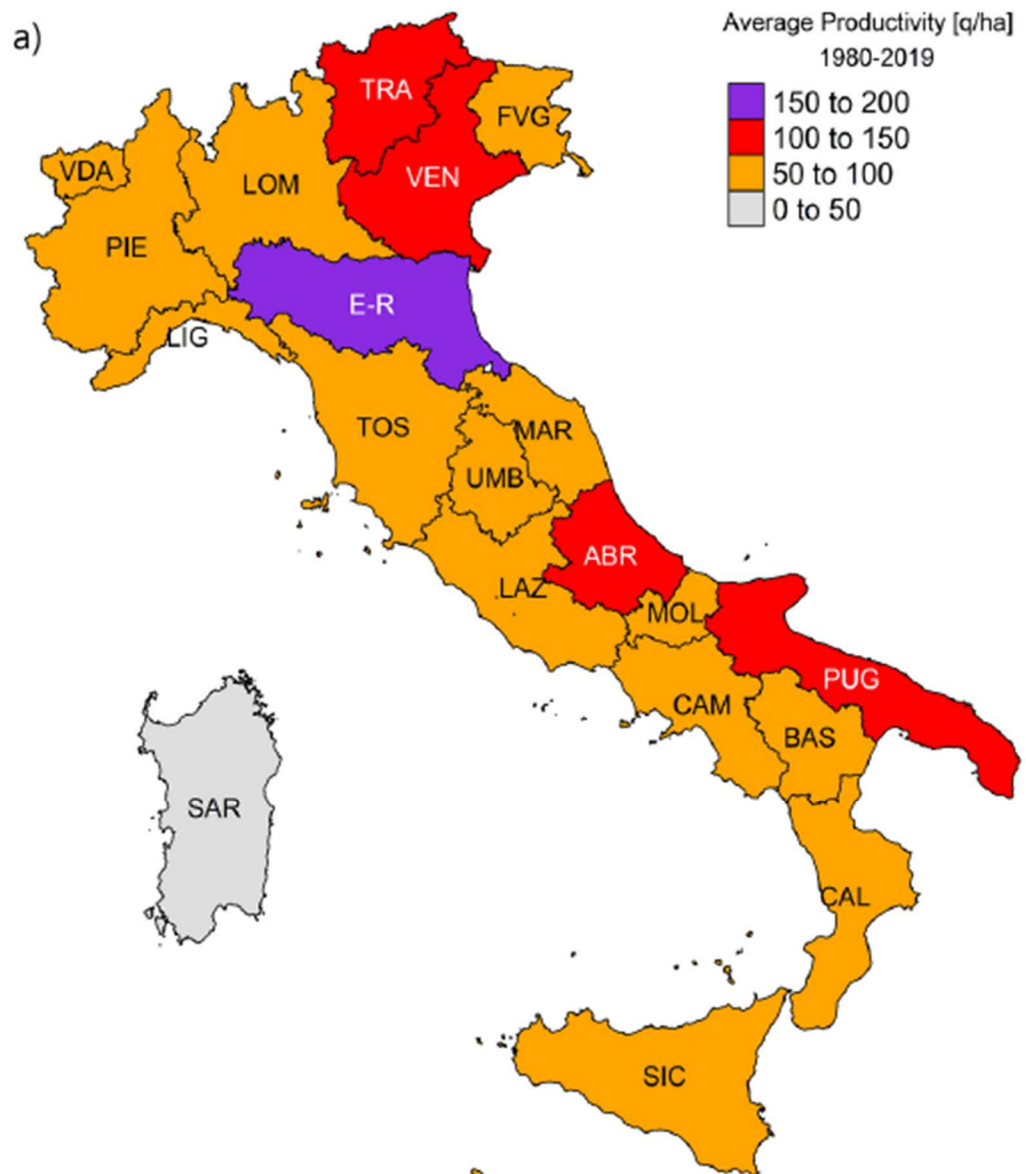 a)
Average Productivity [q/ha]
1980-2019
150 to 200
100 to 150
50 to 100
0 to 50
TRA
FVG
VDA
LOM
VEN
PIE
E-R
LIG
TOS
MAR
UMB
ABR
LAZ
MOL
PUG
CAM
BAS
SAR
CAL
SIC